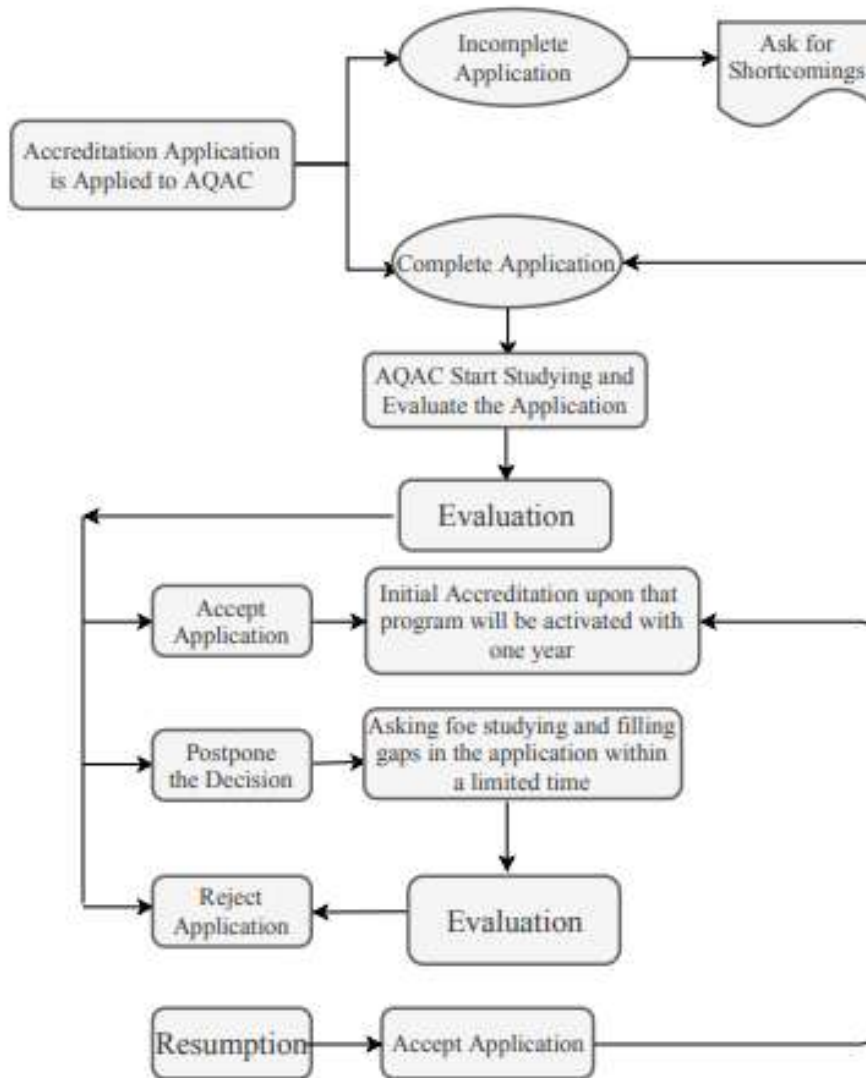 Incomplete
Application
Ask for
Shortcomings
Accreditation Application
is Applied to AQAC
Complete Application
AQAC Start Studying and
Evaluate the Application
Evaluation
Accept
Application
Initial Accreditation upon that
program will be activated with
one year
Postpone
the Decision
Asking foe studying and filling
gaps in the application within
a limited time
Reject
Application
Evaluation
Resumption
Accept Application